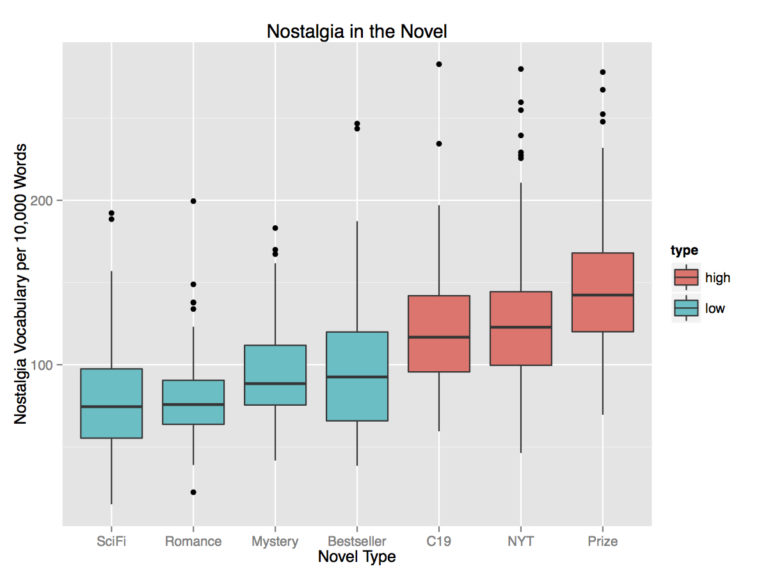 Nostalgia in the Novel
Nostalgia Vocabulary per 10,000 Words
200
100
SciFi Romance Mystery Bestseller C19 NYT Prize
Novel Type
type
high
low